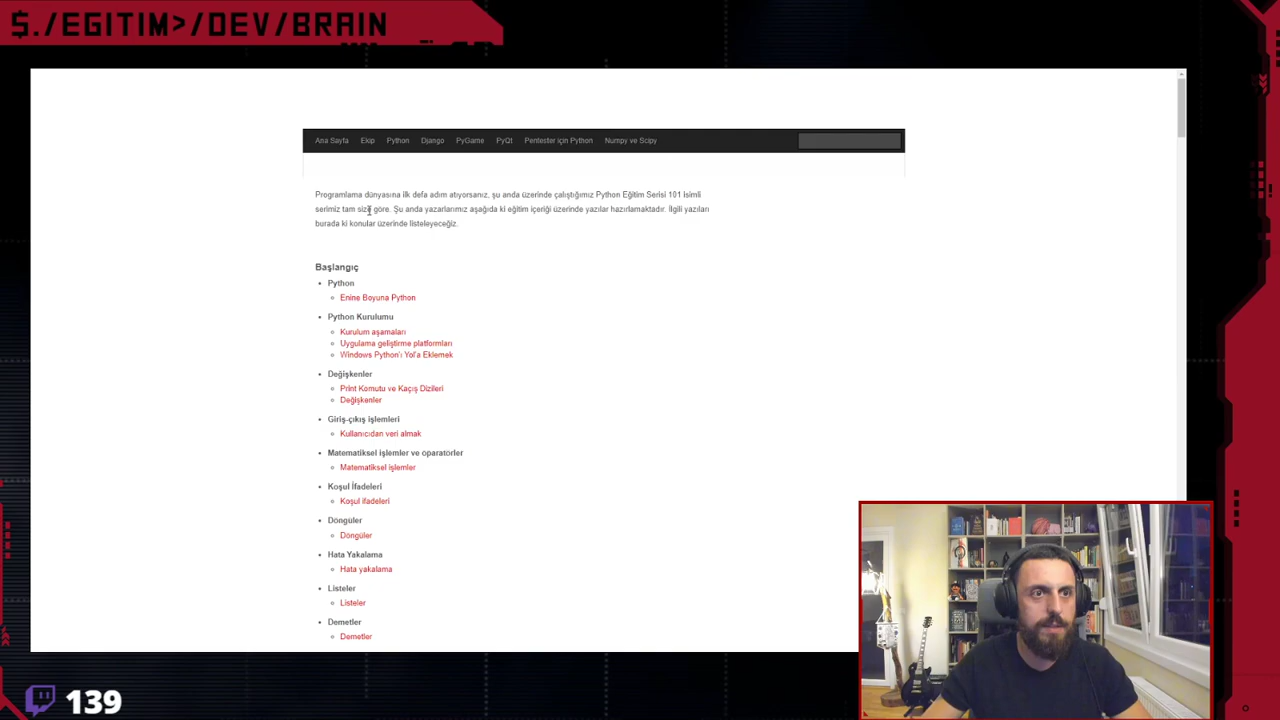 $./EGITIM>/DEV/BRAIN
Ana Sayfa Ekip Python Django PyGame PyQt Pentester için Python Numpy ve Scipy
Programlama dünyasına ilk defa adım atıyorsanız, şu anda üzerinde çalıştığımız Python Eğitim Serisi 101 isimli
serimiz tam size göre. Şu anda yazarlarımız aşağıda ki eğitim içeriği üzerinde yazılar hazırlamaktadır. İlgili yazıları
burada ki konular üzerinde listeleyeceğiz.
Başlangıç
Python
Enine Boyuna Python
Python Kurulumu
Kurulum aşamaları
Uygulama geliştirme platformları
Windows Python'ı Yol'a Eklemek
Değişkenler
Print Komutu ve Kaçış Dizileri
Değişkenler
Giriş-çıkış işlemleri
Kullanıcıdan veri almak
Matematiksel işlemler ve oparatörler
Matematiksel işlemler
Koşul İfadeleri
Koşul ifadeleri
Döngüler
Döngüler
Hata Yakalama
Hata yakalama
Listeler
Listeler
Demetler
Demetler
139